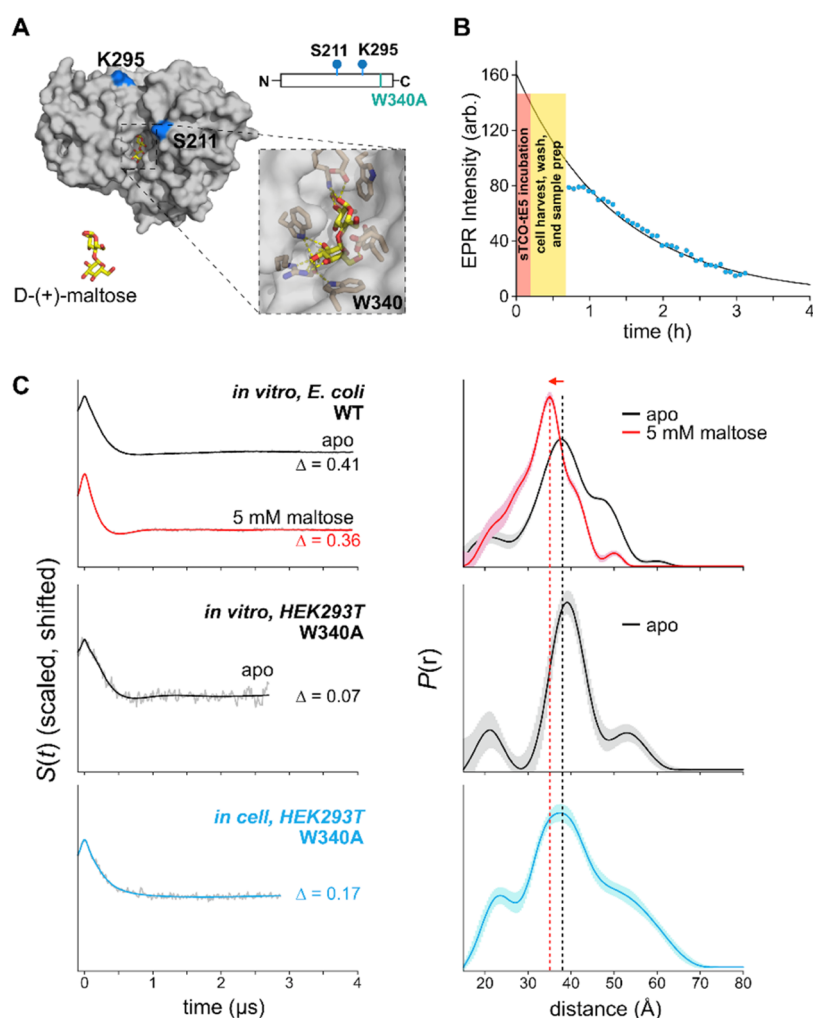 A
K295
S211
D-(+)-maltose
S211 K295
N C
W340A
W340
B
EPR Intensity (arb.)
160
120
80
40
0
sTCO-tE5 incubation
cell harvest, wash,
and sample prep
0 1 2 3 4
time (h)
C
S(t) (scaled, shifted)
in vitro, E. coli
WT
apo
Δ = 0.41
5 mM maltose
Δ = 0.36
in vitro, HEK293T
W340A
apo
Δ = 0.07
in cell, HEK293T
W340A
Δ = 0.17
0 1 2 3 4
time (μs)
P(r)
apo
5 mM maltose
apo
20 30 40 50 60 70 80
distance (Å)